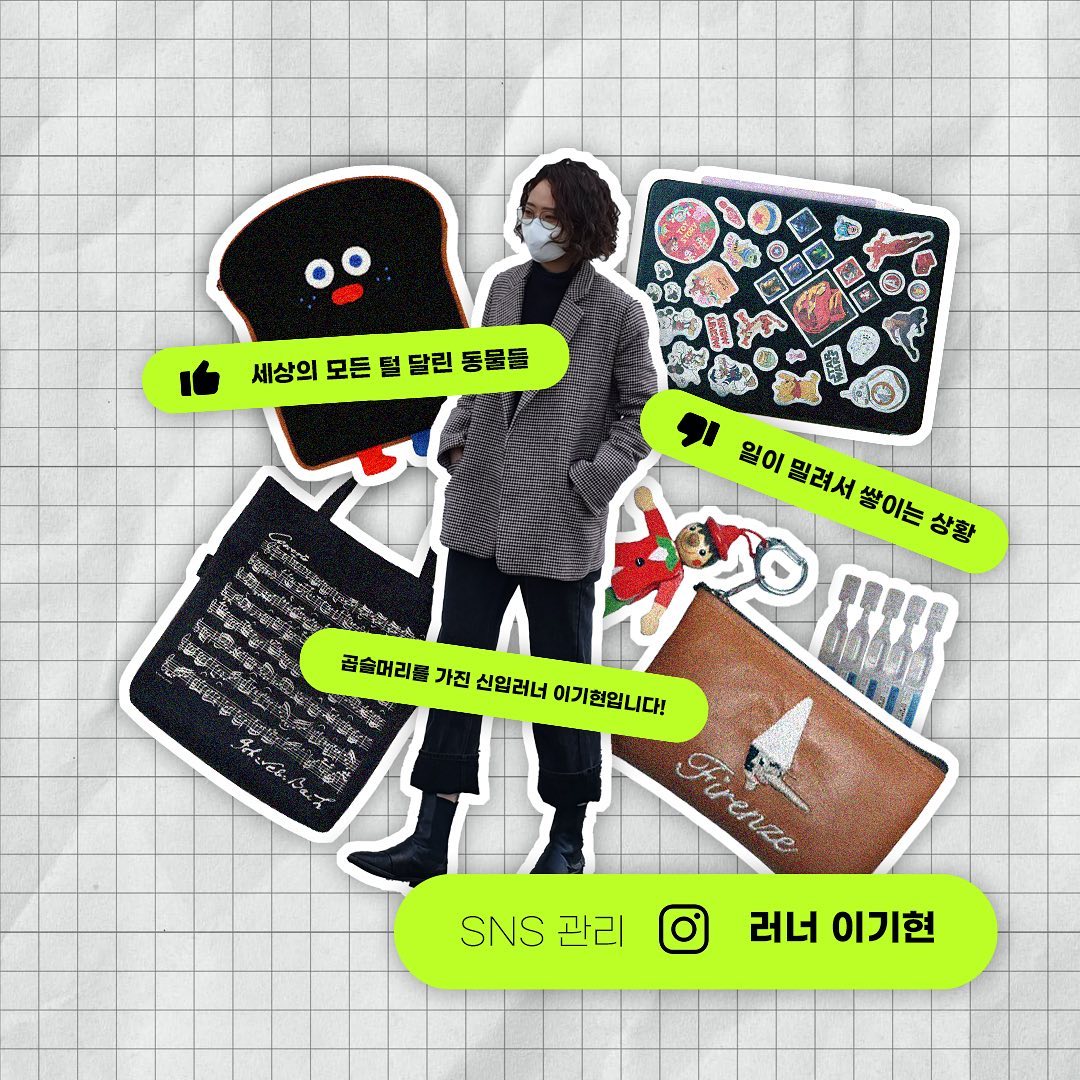 세상의 모든 털 달린 동물들
일이 밀려서 쌓이는 상황
곱슬머리를 가진 신입러너 이기현입니다!
Firenze
SNS 관리 러너 이기현